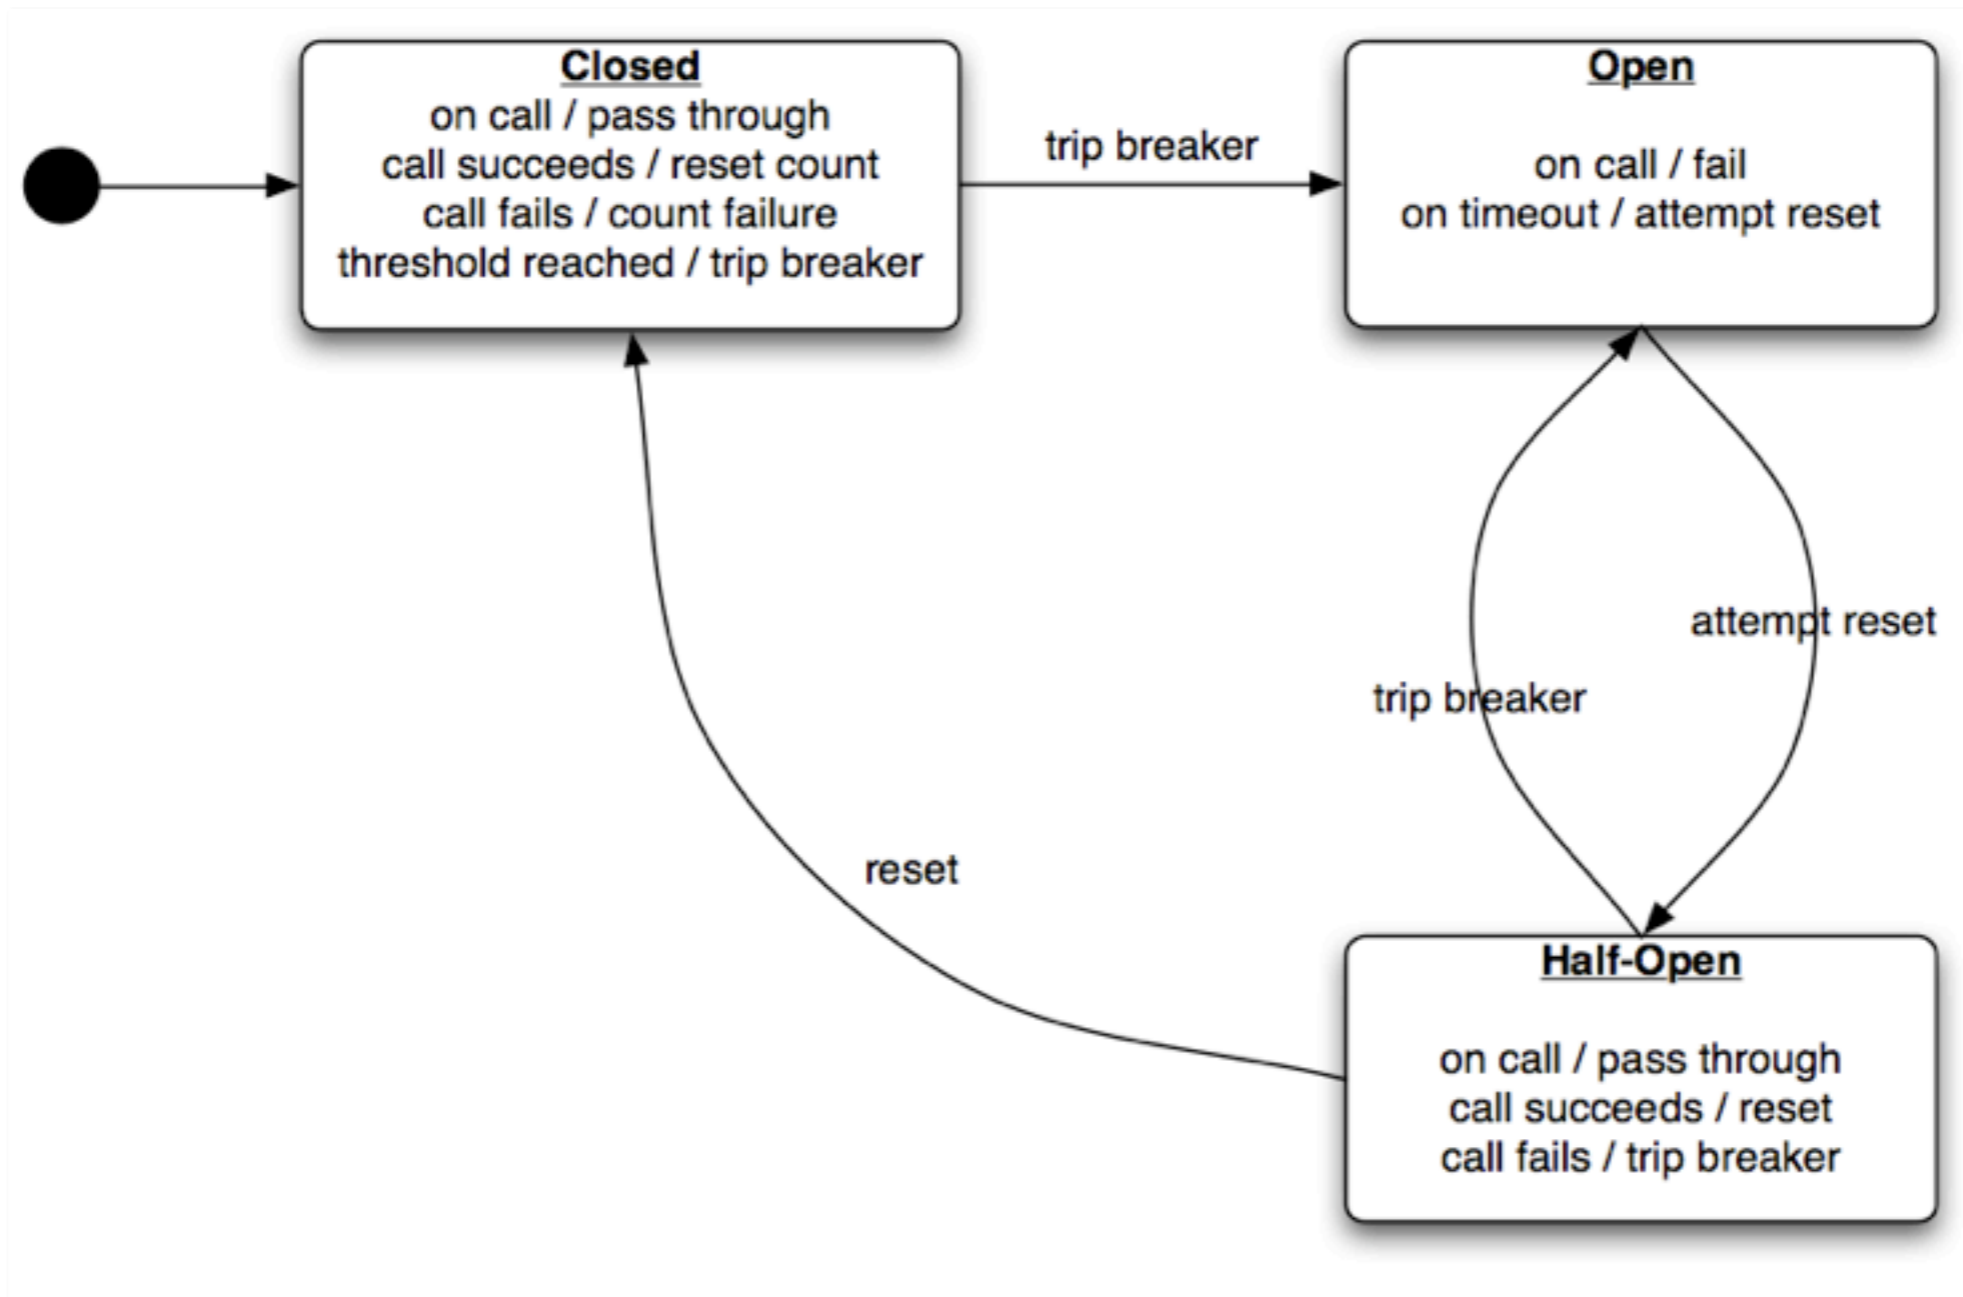 Closed
on call / pass through
call succeeds / reset count
call fails / count failure
threshold reached / trip breaker
trip breaker
Open
on call / fail
on timeout / attempt reset
attempt reset
trip breaker
reset
Half-Open
on call / pass through
call succeeds / reset
call fails / trip breaker